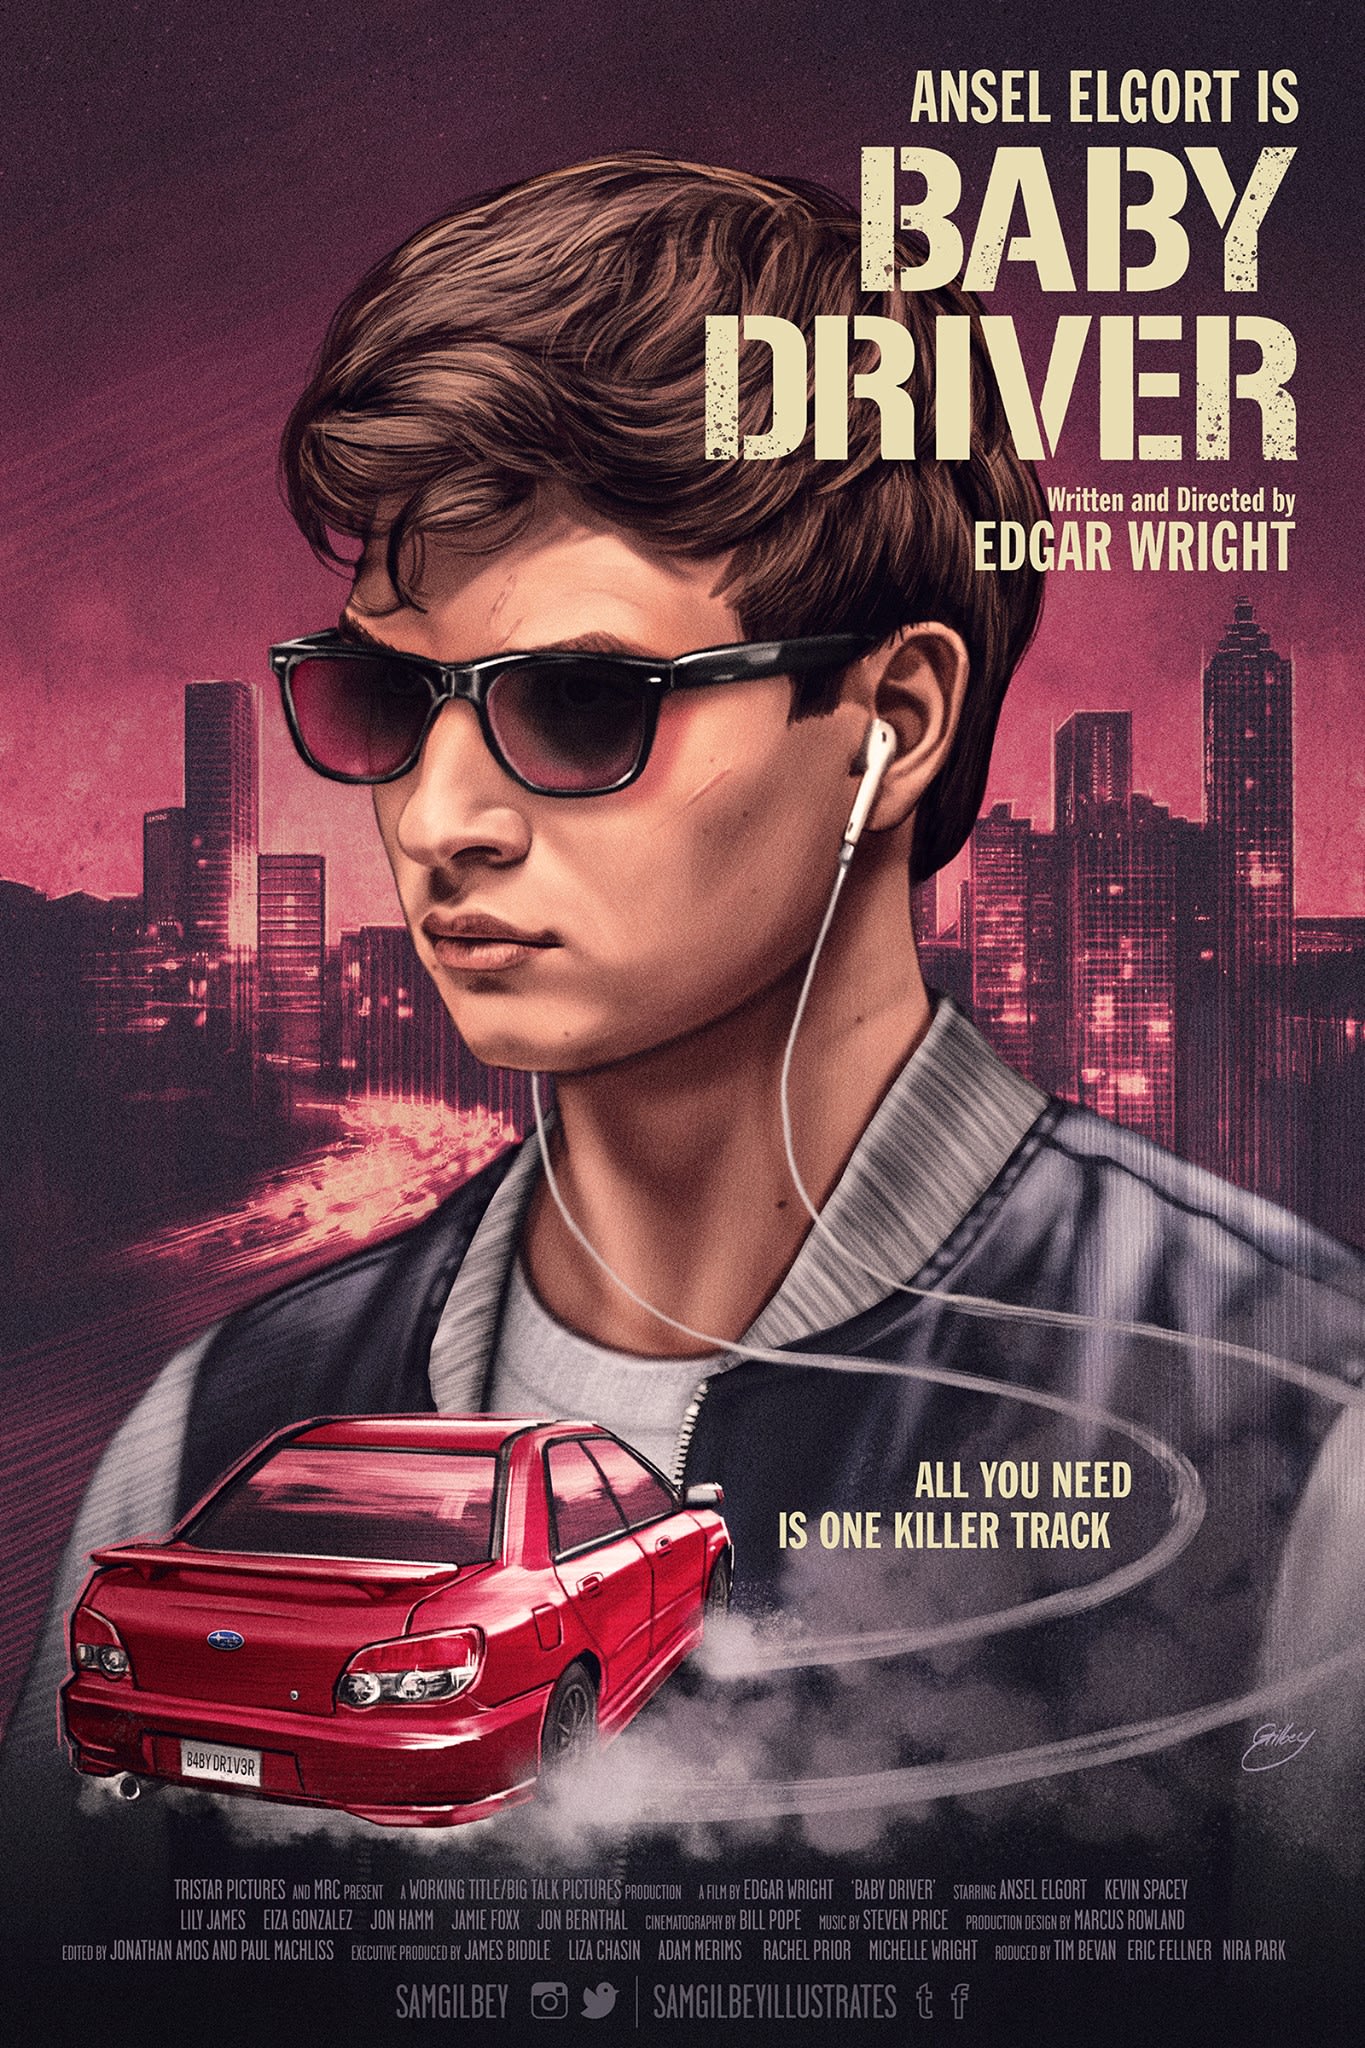 ANSEL ELGORT IS
BABY
DRIVER
Written and Directed by
EDGAR WRIGHT
ALL YOU NEED
IS ONE KILLER TRACK
B4BY DR1V3R
Gilbey
TRISTAR PICTURES AND MRC PRESENT A WORKING TITLE/BIG TALK PICTURES PRODUCTION A FILM BY EDGAR WRIGHT 'BABY DRIVER' STARRING ANSEL ELGORT KEVIN SPACEY
LILY JAMES EIZA GONZALEZ JON HAMM JAMIE FOXX JON BERNTHAL CINEMATOGRAPHY BY BILL POPE MUSIC BY STEVEN PRICE PRODUCTION DESIGN BY MARCUS ROWLAND
EDITED BY JONATHAN AMOS AND PAUL MACHLISS EXECUTIVE PRODUCED BY JAMES BIDDLE LIZA CHASIN ADAM MERIMS RACHEL PRIOR MICHELLE WRIGHT RODUCED BY TIM BEVAN ERIC FELLNER NIRA PARK
SAMGILBEY SAMGILBEYILLUSTRATES